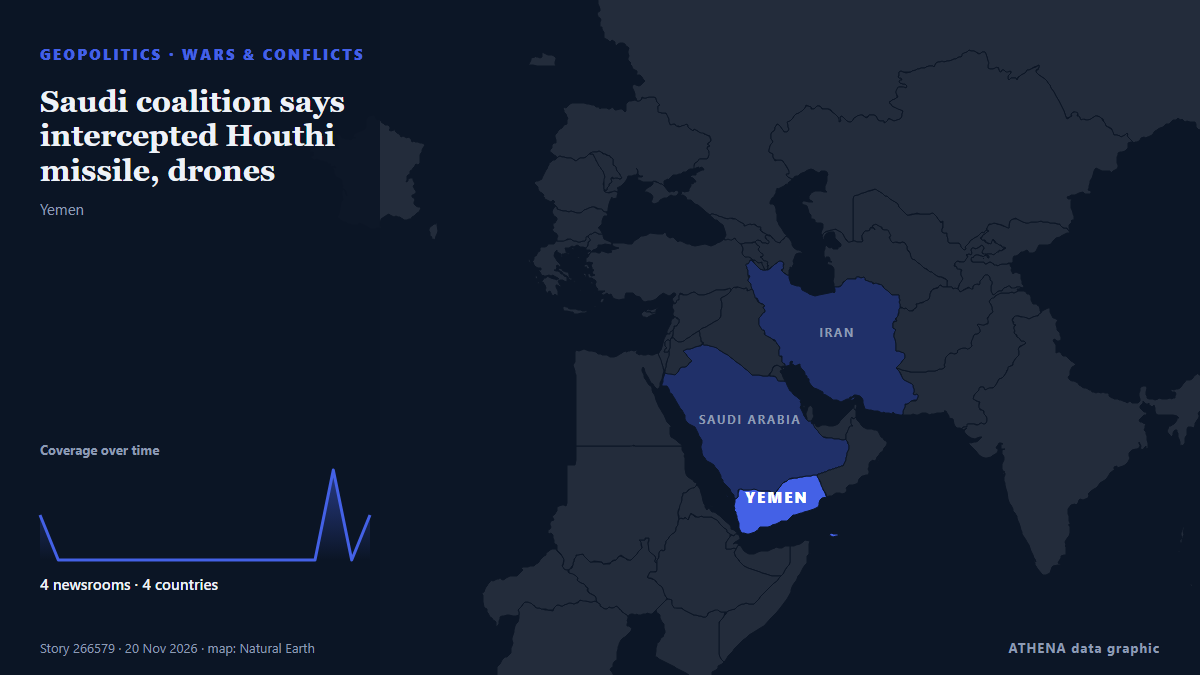 GEOPOLITICS · WARS & CONFLICTS
Saudi coalition says
intercepted Houthi
missile, drones
Yemen
IRAN
SAUDI ARABIA
YEMEN
Coverage over time
4 newsrooms · 4 countries
Story 266579 · 20 Nov 2026 · map: Natural Earth
ATHENA data graphic